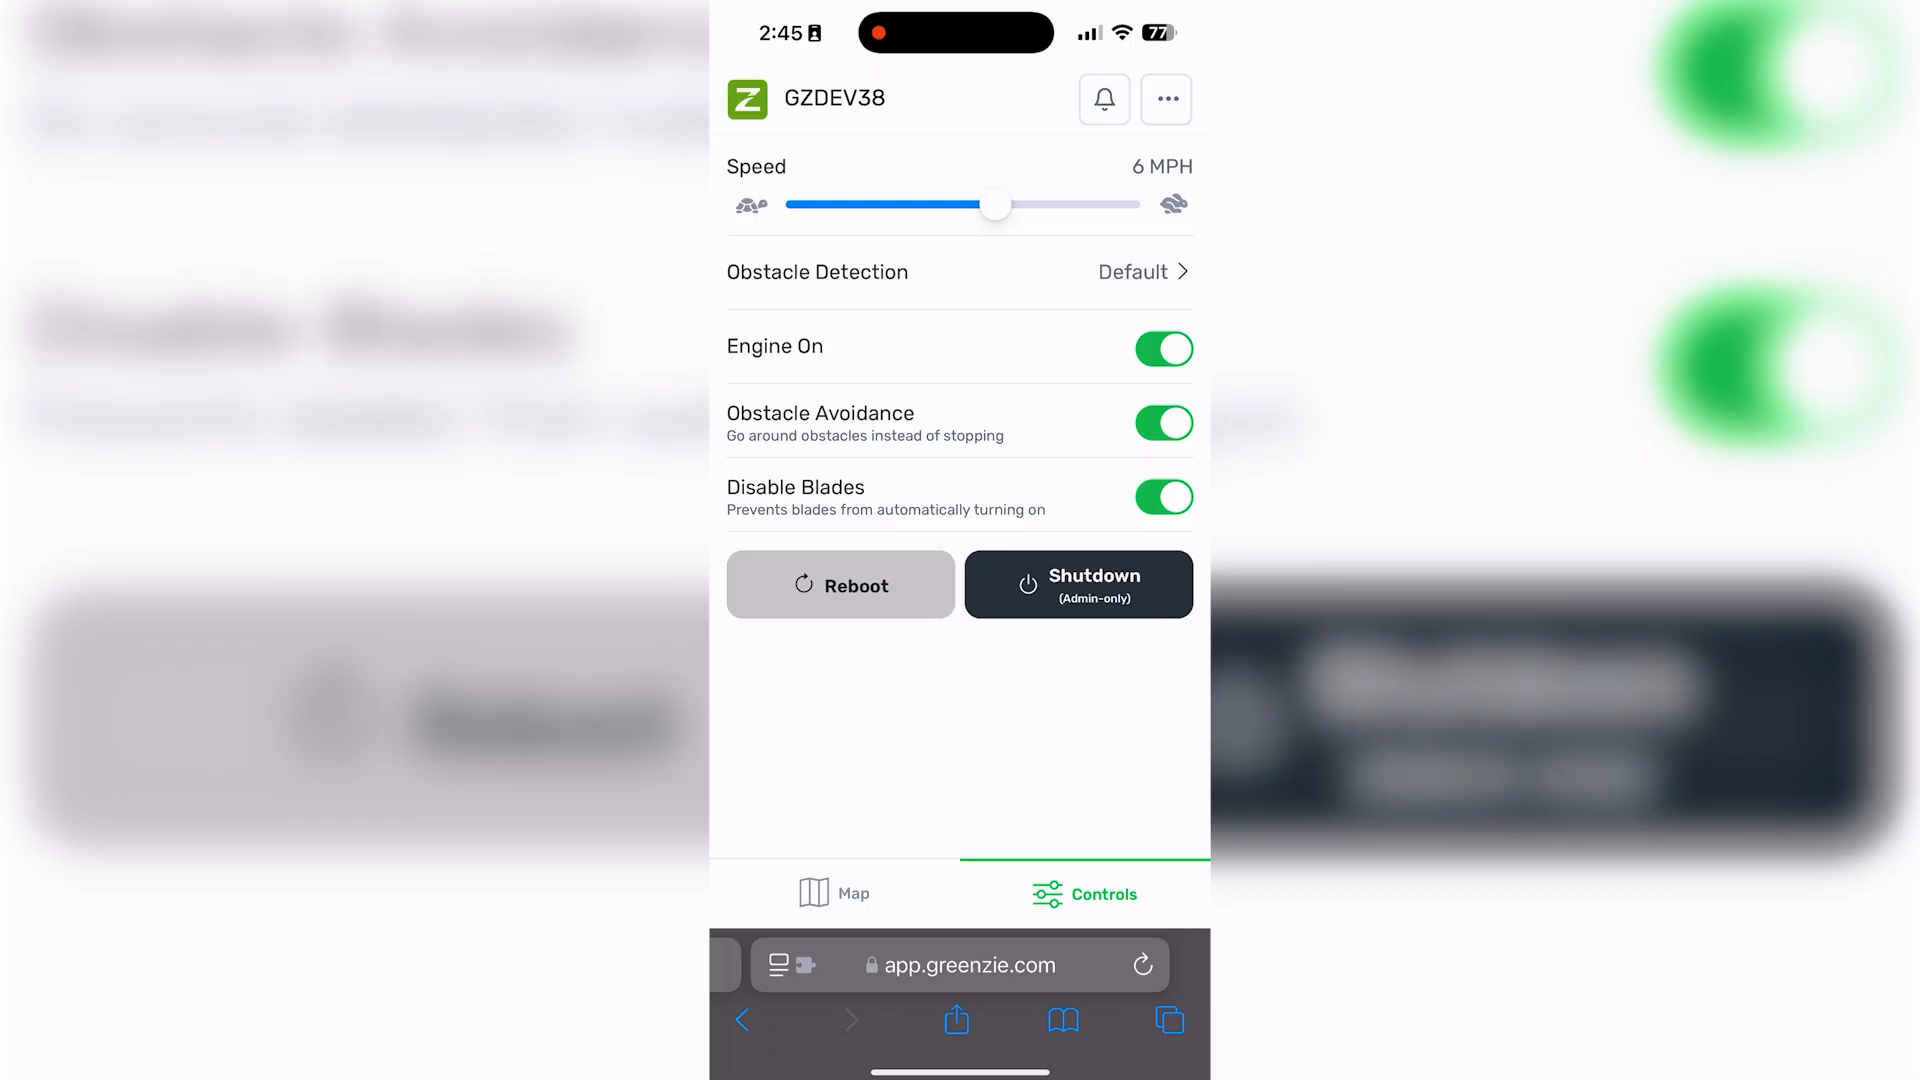 2:45
77
GZDEV38
Speed
6 MPH
Obstacle Detection
Default
Engine On
Obstacle Avoidance
Go around obstacles instead of stopping
Disable Blades
Prevents blades from automatically turning on
Reboot
Shutdown
(Admin-only)
Map
Controls
app.greenzie.com